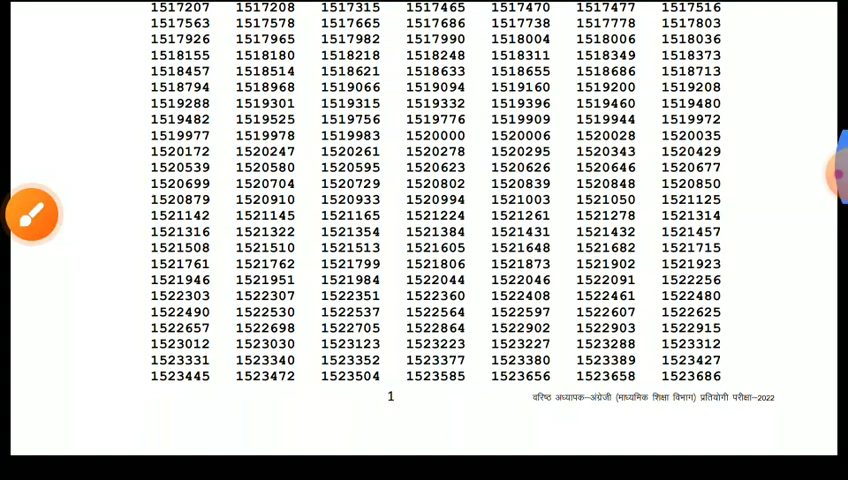 1517207 1517208 1517315 1517465 1517470 1517477 1517516
1517563 1517578 1517665 1517686 1517738 1517778 1517803
1517926 1517965 1517982 1517990 1518004 1518006 1518036
1518155 1518180 1518218 1518248 1518311 1518349 1518373
1518457 1518514 1518621 1518633 1518655 1518686 1518713
1518794 1518968 1519066 1519094 1519160 1519200 1519208
1519288 1519301 1519315 1519332 1519396 1519460 1519480
1519482 1519525 1519756 1519776 1519909 1519944 1519972
1519977 1519978 1519983 1520000 1520006 1520028 1520035
1520172 1520247 1520261 1520278 1520295 1520343 1520429
1520539 1520580 1520595 1520623 1520626 1520646 1520677
1520699 1520704 1520729 1520802 1520839 1520848 1520850
1520879 1520910 1520933 1520994 1521003 1521050 1521125
1521142 1521145 1521165 1521224 1521261 1521278 1521314
1521316 1521322 1521354 1521384 1521431 1521432 1521457
1521508 1521510 1521513 1521605 1521648 1521682 1521715
1521761 1521762 1521799 1521806 1521873 1521902 1521923
1521946 1521951 1521984 1522044 1522046 1522091 1522256
1522303 1522307 1522351 1522360 1522408 1522461 1522480
1522490 1522530 1522537 1522564 1522597 1522607 1522625
1522657 1522698 1522705 1522864 1522902 1522903 1522915
1523012 1523030 1523123 1523223 1523227 1523288 1523312
1523331 1523340 1523352 1523377 1523380 1523389 1523427
1523445 1523472 1523504 1523585 1523656 1523658 1523686
1 वरिष्ठ अध्यापक–अंग्रेजी (माध्यमिक शिक्षा विभाग) प्रतियोगी परीक्षा–2022